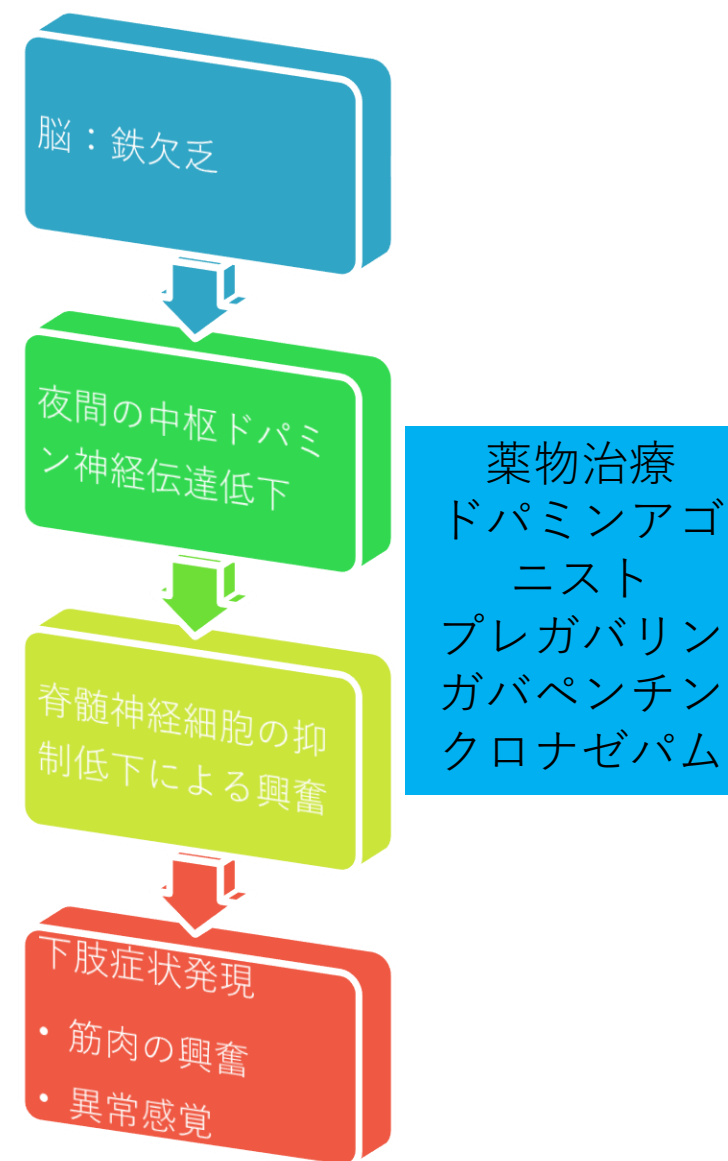 脳：鉄欠乏
夜間の中枢ドパミ
ン神経伝達低下
脊髄神経細胞の抑
制低下による興奮
下肢症状発現
• 筋肉の興奮
• 異常感覚
薬物治療
ドパミンアゴ
ニスト
プレガバリン
ガバペンチン
クロナゼパム